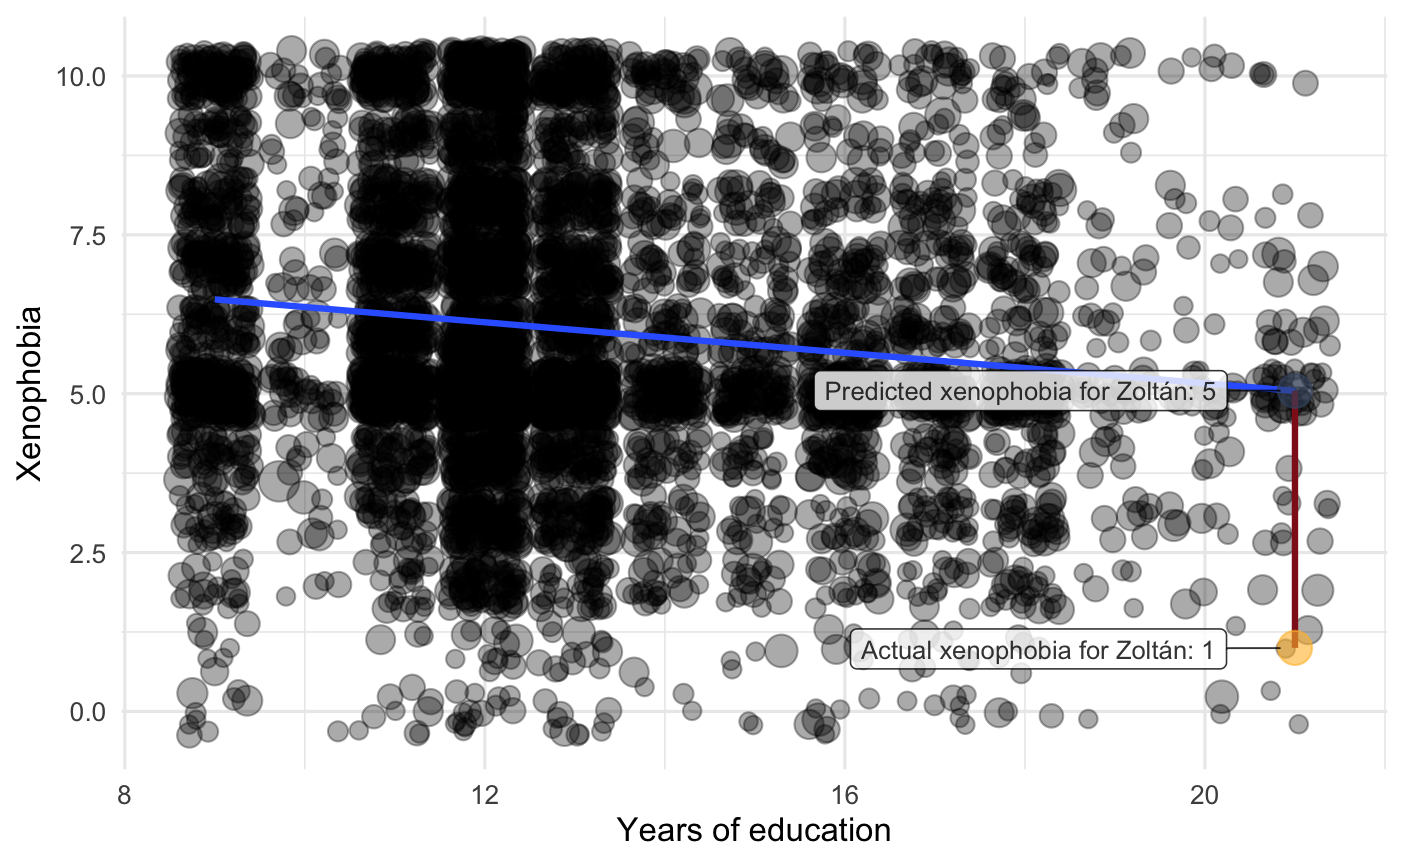 10.0
7.5
5.0
2.5
0.0
Xenophobia
Predicted xenophobia for Zoltán: 5
Actual xenophobia for Zoltán: 1
8 12 16 20
Years of education